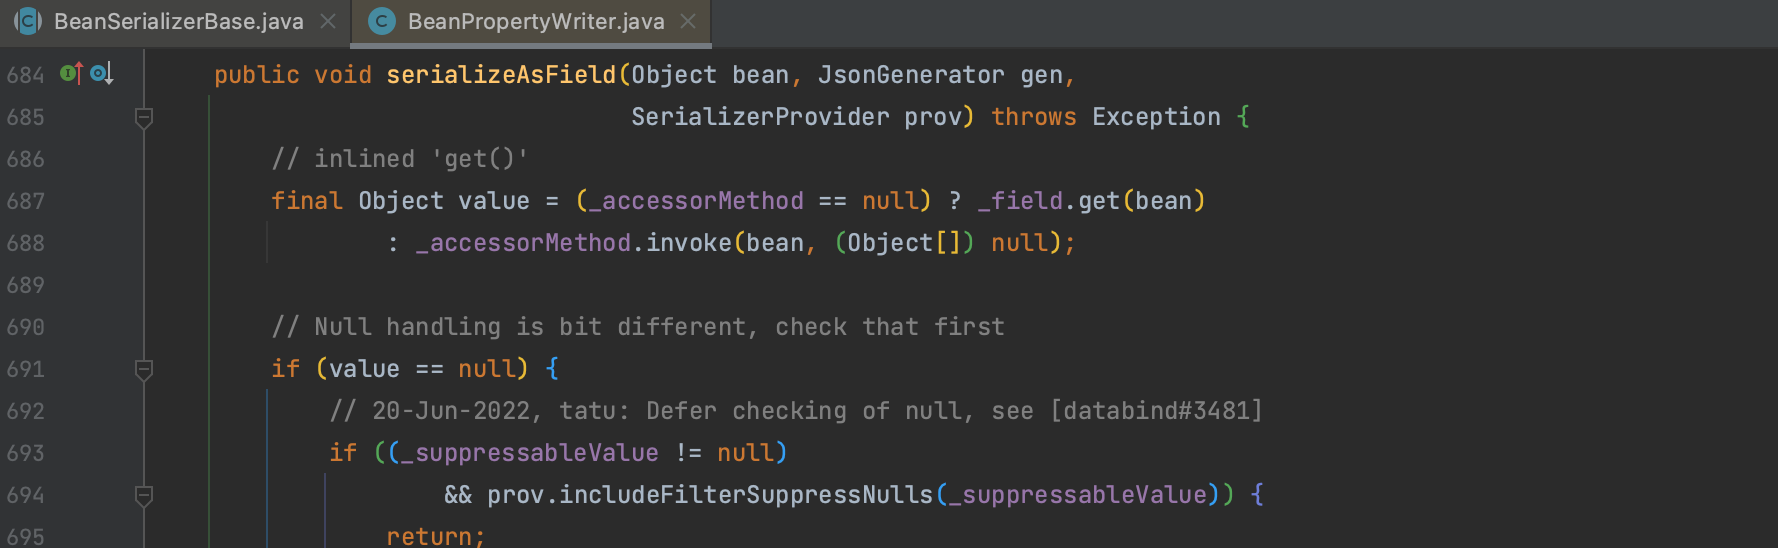 BeanSerializerBase.java BeanPropertyWriter.java
684 public void serializeAsField(Object bean, JsonGenerator gen,
685 SerializerProvider prov) throws Exception {
686 // inlined 'get()'
687 final Object value = (_accessorMethod == null) ? _field.get(bean)
688 : _accessorMethod.invoke(bean, (Object[]) null);
689
690 // Null handling is bit different, check that first
691 if (value == null) {
692 // 20-Jun-2022, tatu: Defer checking of null, see [databind#3481]
693 if ((_suppressableValue != null)
694 && prov.includeFilterSuppressNulls(_suppressableValue)) {
695 return;